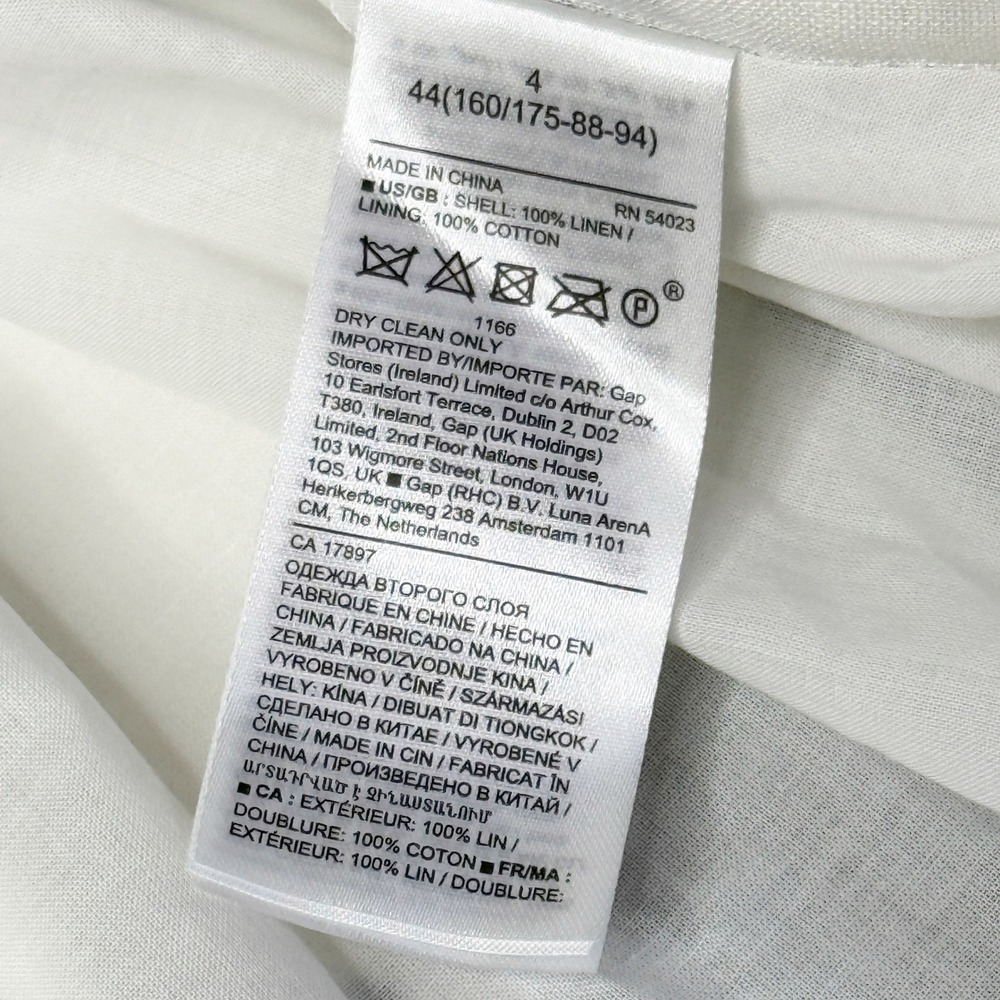 4
44(160/175-88-94)
MADE IN CHINA
RN 54023
■ US/GB : SHELL: 100% LINEN /
LINING: 100% COTTON
P ®
1166
DRY CLEAN ONLY
IMPORTED BY/IMPORTE PAR: Gap
Stores (Ireland) Limited c/o Arthur Cox,
10 Earlsfort Terrace, Dublin 2, D02
T380, Ireland, Gap (UK Holdings)
Limited, 2nd Floor Nations House,
103 Wigmore Street, London, W1U
1QS, UK ■ Gap (RHC) B.V. Luna ArenA
Herikerbergweg 238 Amsterdam 1101
CM, The Netherlands
CA 17897
ОДЕЖДА ВТОРОГО СЛОЯ
FABRIQUE EN CHINE / HECHO EN
CHINA / FABRICADO NA CHINA /
ZEMLJA PROIZVODNJE KINA /
VYROBENO V ČÍNĚ / SZÁRMAZÁSI
HELY: KÍNA / DIBUAT DI TIONGKOK /
СДЕЛАНО В КИТАЕ / VYROBENÉ V
ČÍNE / MADE IN CIN / FABRICAT ÎN
CHINA / ПРОИЗВЕДЕНО В КИТАЙ /
ԱՐՏԱԴՐՎԱԾ Է ՉԻՆԱՍՏԱՆՈՒՄ
■ CA : EXTÉRIEUR: 100% LIN /
DOUBLURE: 100% COTON ■ FR/MA :
EXTÉRIEUR: 100% LIN / DOUBLURE: